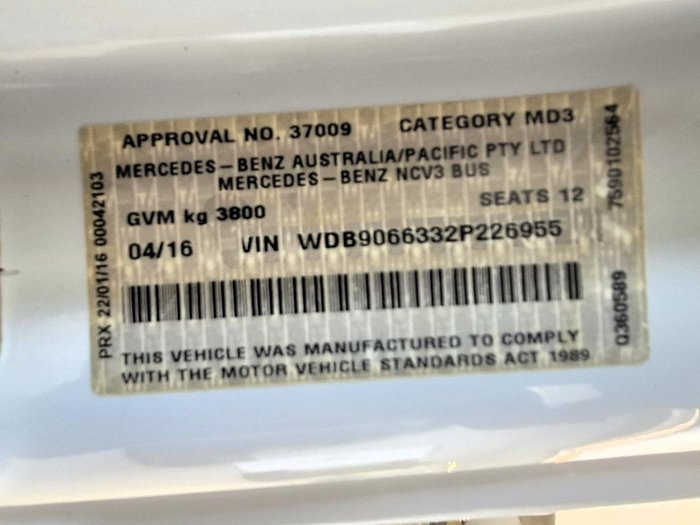 APPROVAL NO. 37009 CATEGORY MD3
MERCEDES-BENZ AUSTRALIA/PACIFIC PTY LTD
MERCEDES-BENZ NCV3 BUS
GVM kg 3800 SEATS 12
04/16 VIN WDB9066332P226955
THIS VEHICLE WAS MANUFACTURED TO COMPLY
WITH THE MOTOR VEHICLE STANDARDS ACT 1989
PRX 22/01/16 00042103
0360589 7590102564